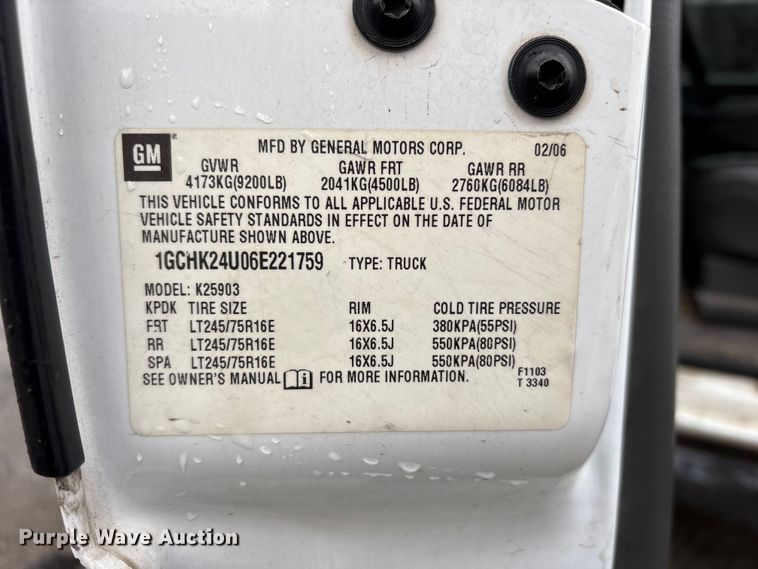 GM ® MFD BY GENERAL MOTORS CORP. 02/06
GVWR GAWR FRT GAWR RR
4173KG(9200LB) 2041KG(4500LB) 2760KG(6084LB)
THIS VEHICLE CONFORMS TO ALL APPLICABLE U.S. FEDERAL MOTOR
VEHICLE SAFETY STANDARDS IN EFFECT ON THE DATE OF
MANUFACTURE SHOWN ABOVE.
1GCHK24U06E221759 TYPE: TRUCK
MODEL: K25903
KPDK TIRE SIZE RIM COLD TIRE PRESSURE
FRT LT245/75R16E 16X6.5J 380KPA(55PSI)
RR LT245/75R16E 16X6.5J 550KPA(80PSI)
SPA LT245/75R16E 16X6.5J 550KPA(80PSI)
SEE OWNER'S MANUAL i FOR MORE INFORMATION. F1103
T 3340
Purple Wave Auction